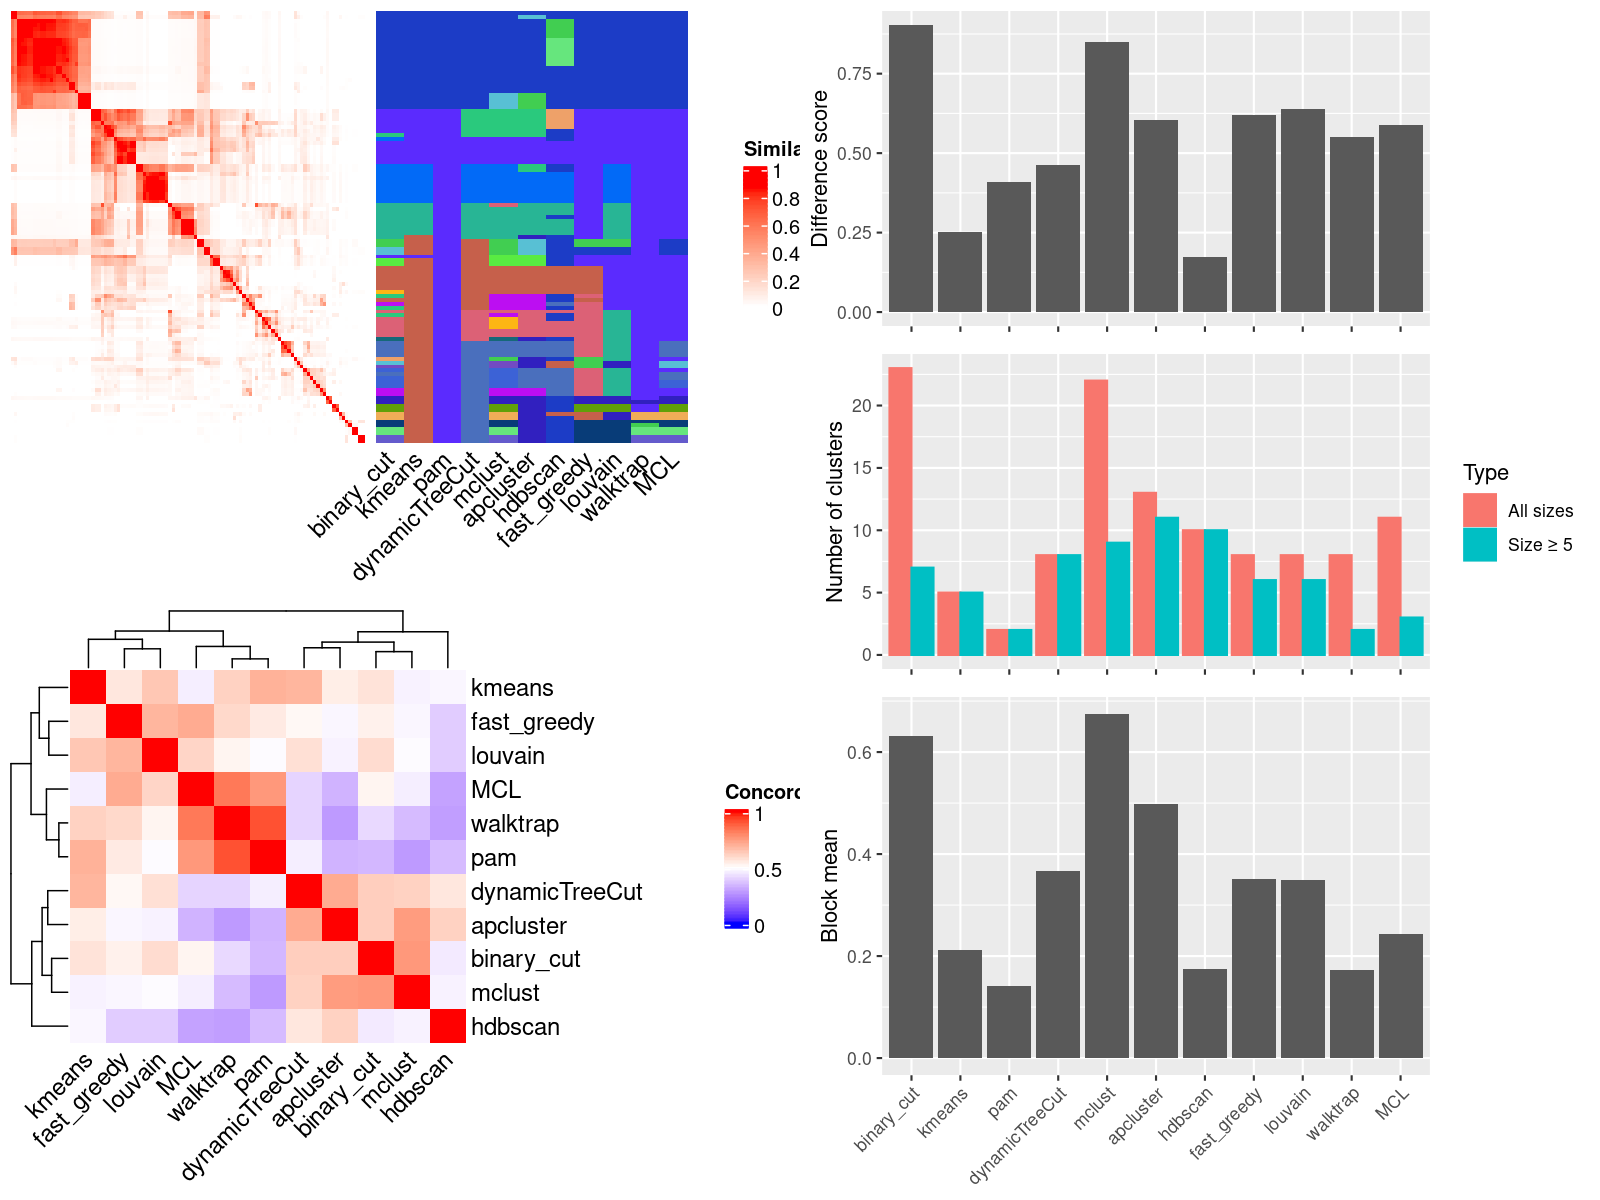 Simila
1
0.8
0.6
0.4
0.2
0
binary_cut
kmeans
pam
dynamicTreeCut
mclust
apcluster
hdbscan
fast_greedy
louvain
walktrap
MCL
Difference score
0.75
0.50
0.25
0.00
Number of clusters
20
15
10
5
0
Type
All sizes
Size ≥ 5
kmeans
fast_greedy
louvain
MCL
walktrap
pam
dynamicTreeCut
apcluster
binary_cut
mclust
hdbscan
kmeans
fast_greedy
louvain
MCL
walktrap
pam
dynamicTreeCut
apcluster
binary_cut
mclust
hdbscan
Concord
1
0.5
0
Block mean
0.6
0.4
0.2
0.0
binary_cut
kmeans
pam
dynamicTreeCut
mclust
apcluster
hdbscan
fast_greedy
louvain
walktrap
MCL